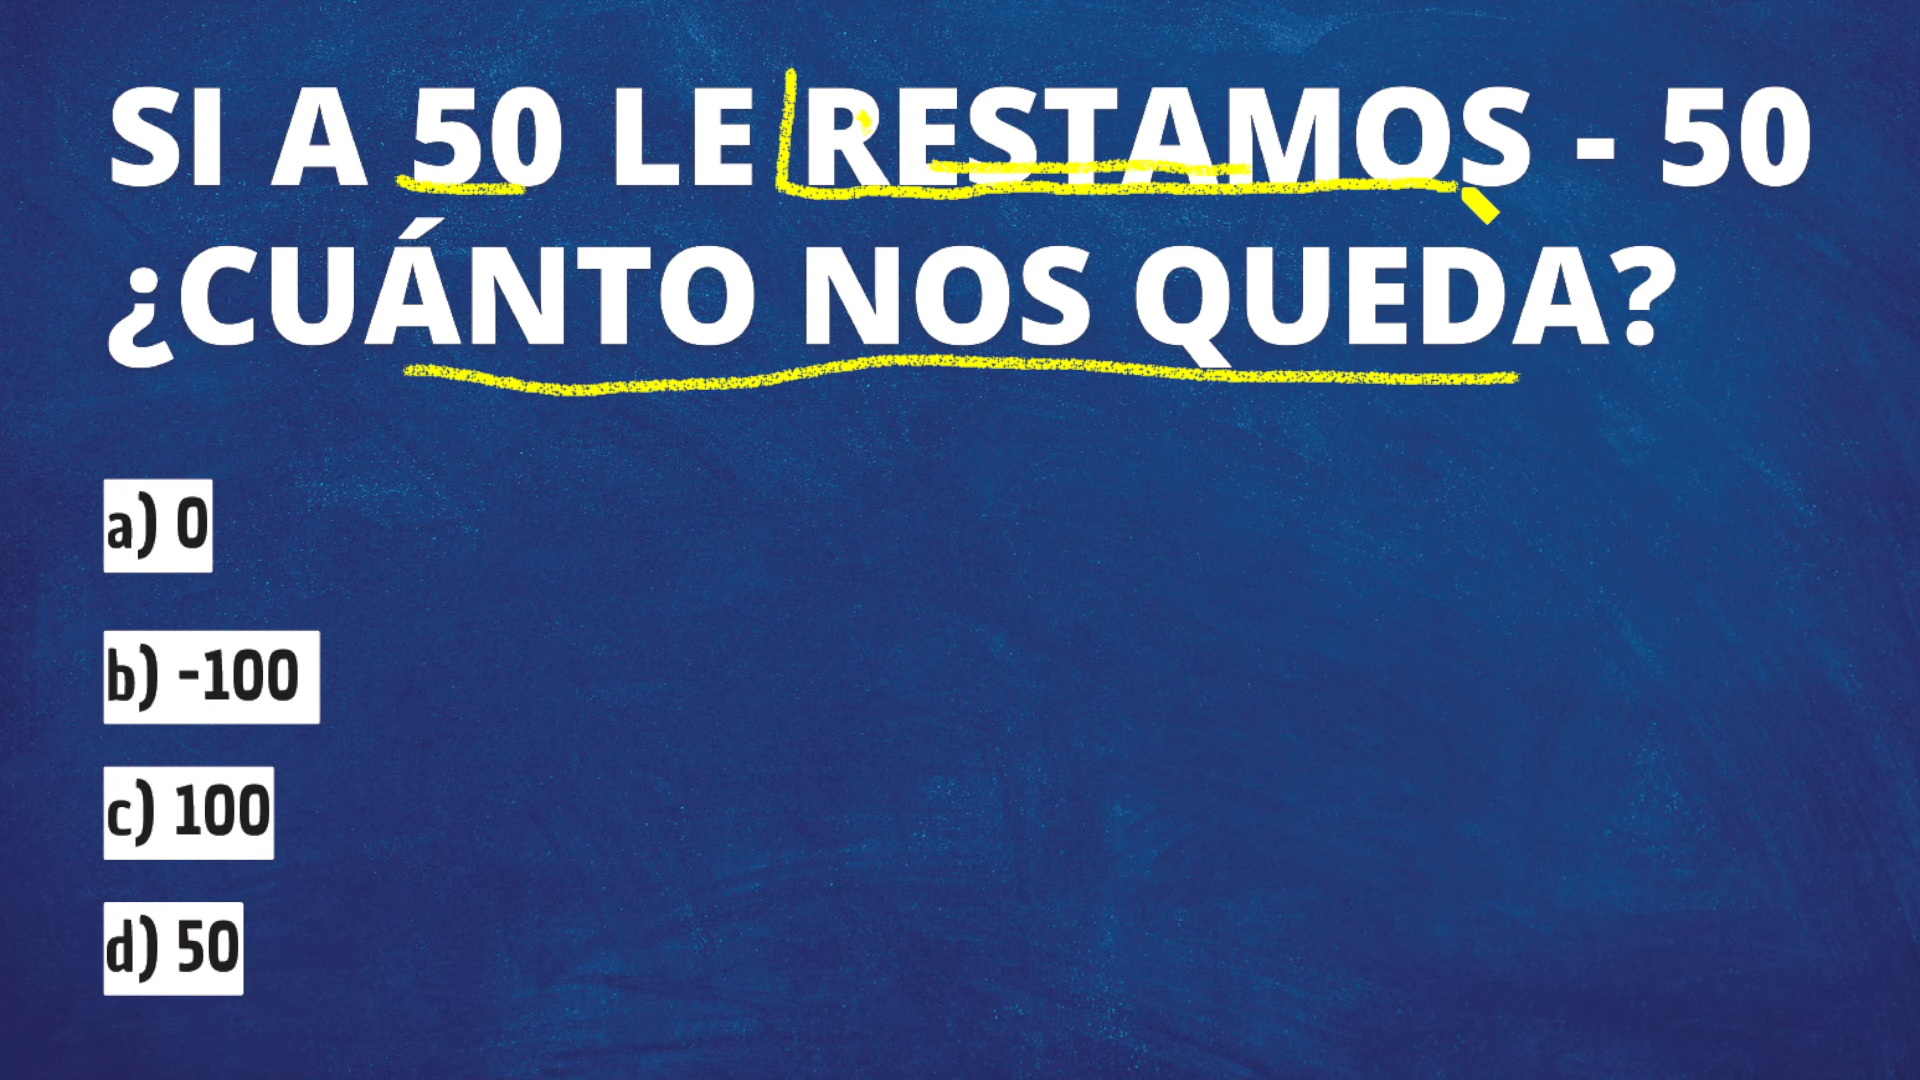 SI A 50 LE RESTAMOS - 50
¿CUÁNTO NOS QUEDA?
a) 0
b) -100
c) 100
d) 50